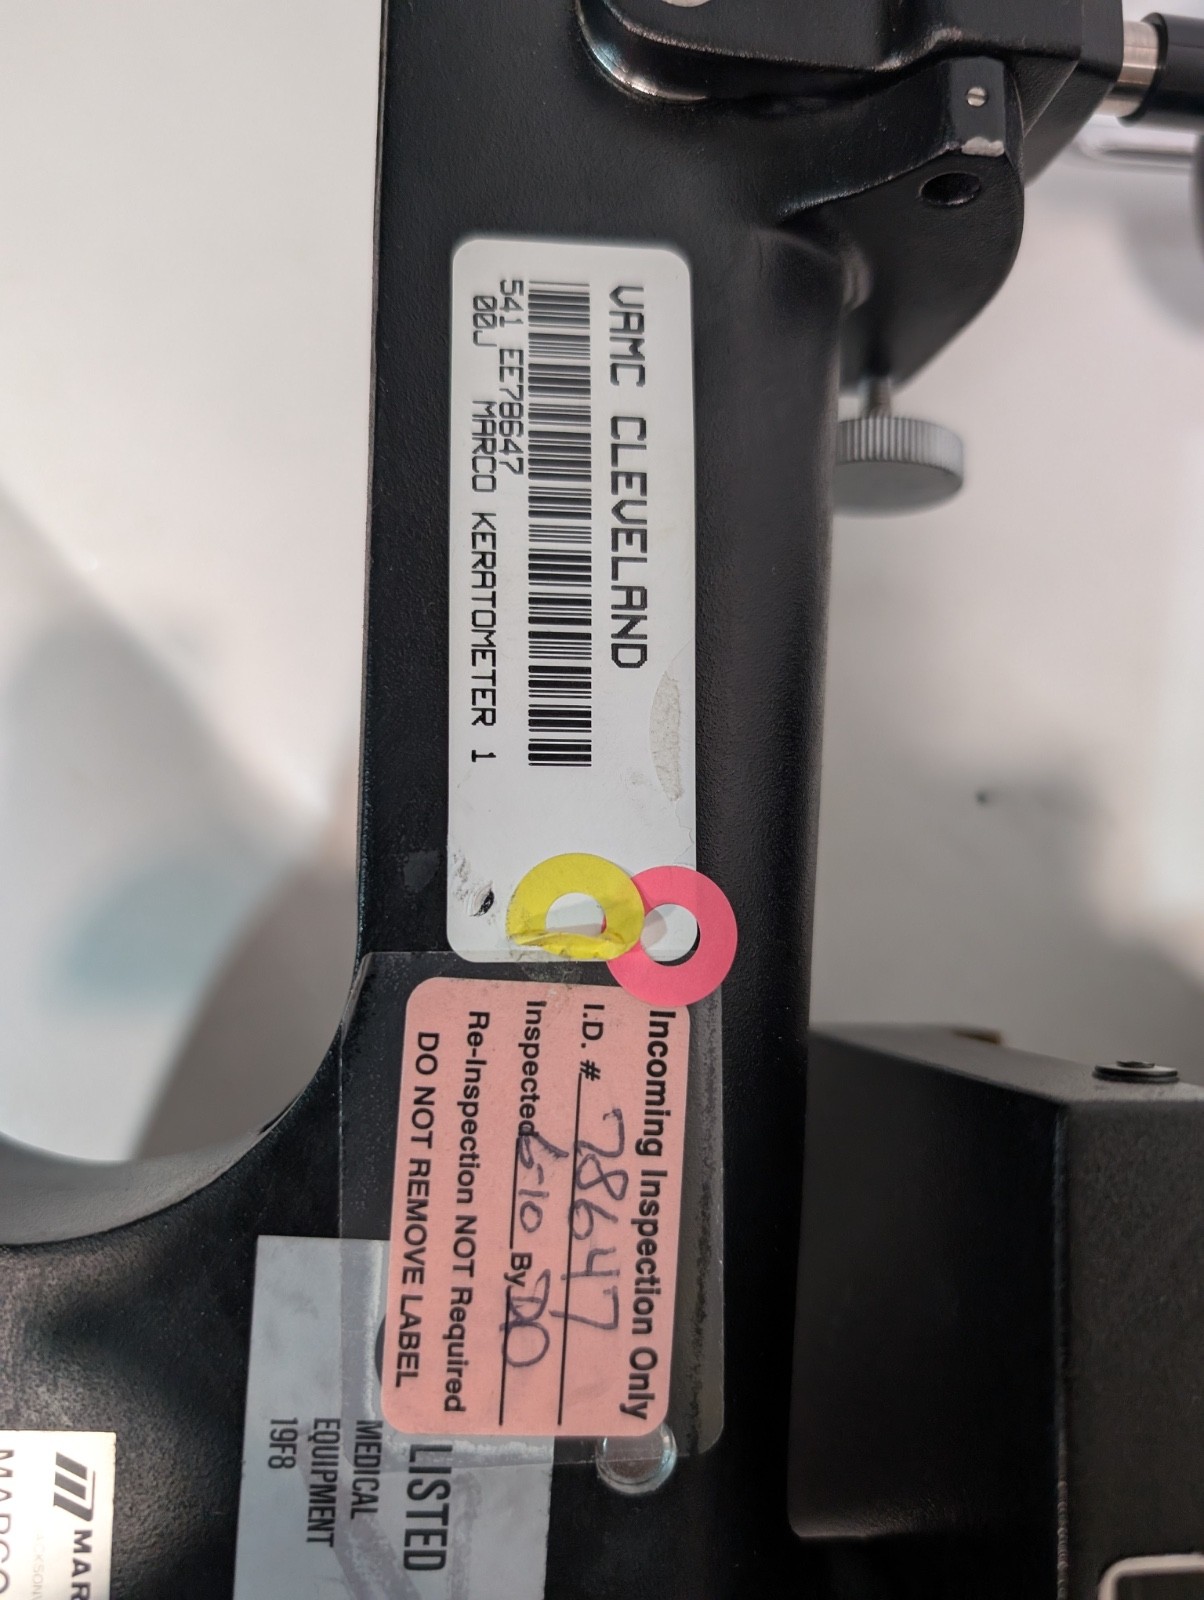 VAMC CLEVELAND
541 EE78647
00J MARCO KERATOMETER 1
Incoming Inspection Only
I.D. # 78647
Inspected 6-10 By DO
Re-Inspection NOT Required
DO NOT REMOVE LABEL
LISTED
MEDICAL
EQUIPMENT
19F8
MAR